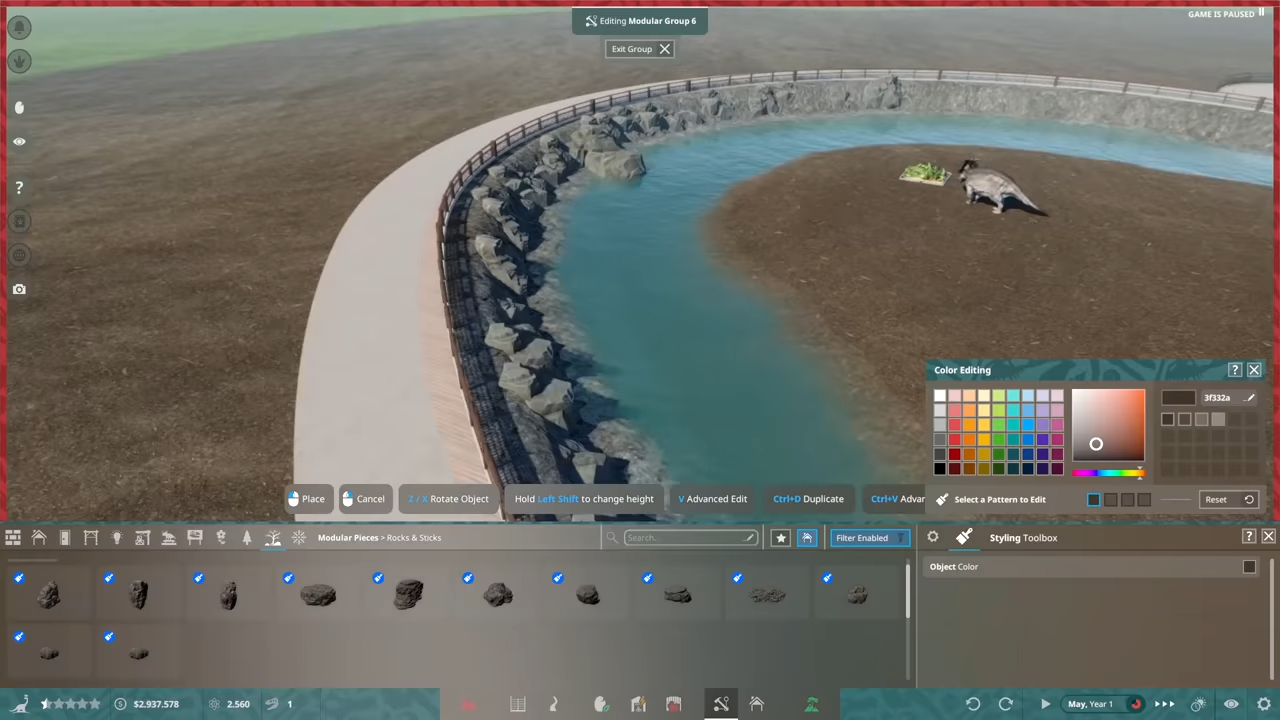 Editing Modular Group 6
GAME IS PAUSED
Exit Group
?
Color Editing
?
3f332a
Place
Cancel
Z / X Rotate Object
Hold Left Shift to change height
V Advanced Edit
Ctrl+D Duplicate
Ctrl+V Advar
Select a Pattern to Edit
Reset
Modular Pieces > Rocks & Sticks
Search...
Filter Enabled
Styling Toolbox
?
Object Color
$2.937.578
2.560
1
May, Year 1